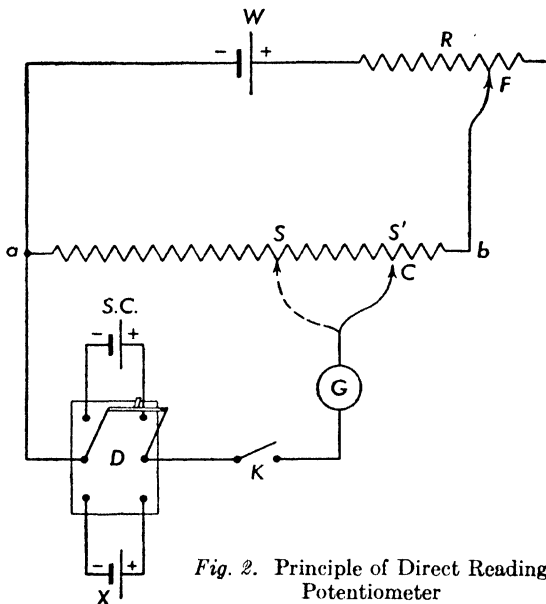 W
- +
R
F
S S'
a b
C
S.C.
- +
G
D
K
- +
X
Fig. 2. Principle of Direct Reading
Potentiometer